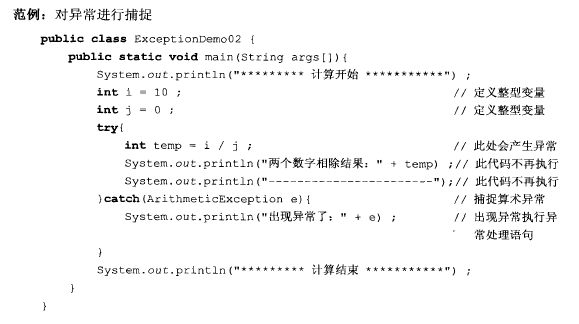 范例：对异常进行捕捉
public class ExceptionDemo02 {
public static void main(String args[]){
System.out.println("********* 计算开始 ***********") ;
int i = 10 ; // 定义整型变量
int j = 0 ; // 定义整型变量
try{
int temp = i / j ; // 此处会产生异常
System.out.println("两个数字相除结果：" + temp) ;// 此代码不再执行
System.out.println("------------------------");// 此代码不再执行
}catch(ArithmeticException e){ // 捕捉算术异常
System.out.println("出现异常了：" + e) ; // 出现异常执行异
常处理语句
}
System.out.println("********* 计算结束 ***********") ;
}
}